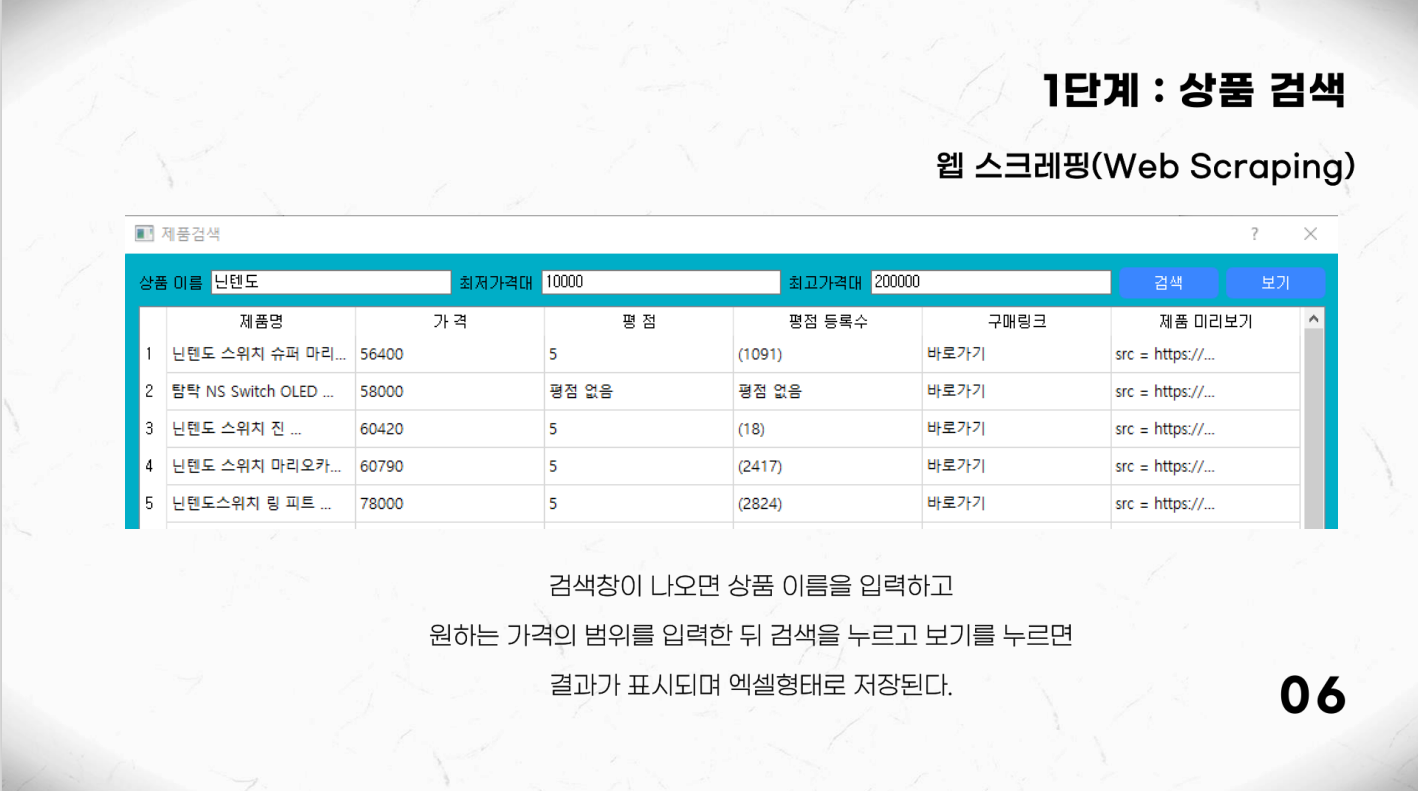 1단계 : 상품 검색
웹 스크레핑(Web Scraping)
제품검색
상품 이름 닌텐도 최저가격대 10000 최고가격대 200000 검색 보기
제품명 가 격 평 점 평점 등록수 구매링크 제품 미리보기
1 닌텐도 스위치 슈퍼 마리... 56400 5 (1091) 바로가기 src = https://...
2 탐탁 NS Switch OLED ... 58000 평점 없음 평점 없음 바로가기 src = https://...
3 닌텐도 스위치 진 ... 60420 5 (18) 바로가기 src = https://...
4 닌텐도 스위치 마리오카... 60790 5 (2417) 바로가기 src = https://...
5 닌텐도스위치 링 피트 ... 78000 5 (2824) 바로가기 src = https://...
검색창이 나오면 상품 이름을 입력하고
원하는 가격의 범위를 입력한 뒤 검색을 누르고 보기를 누르면
결과가 표시되며 엑셀형태로 저장된다.
06